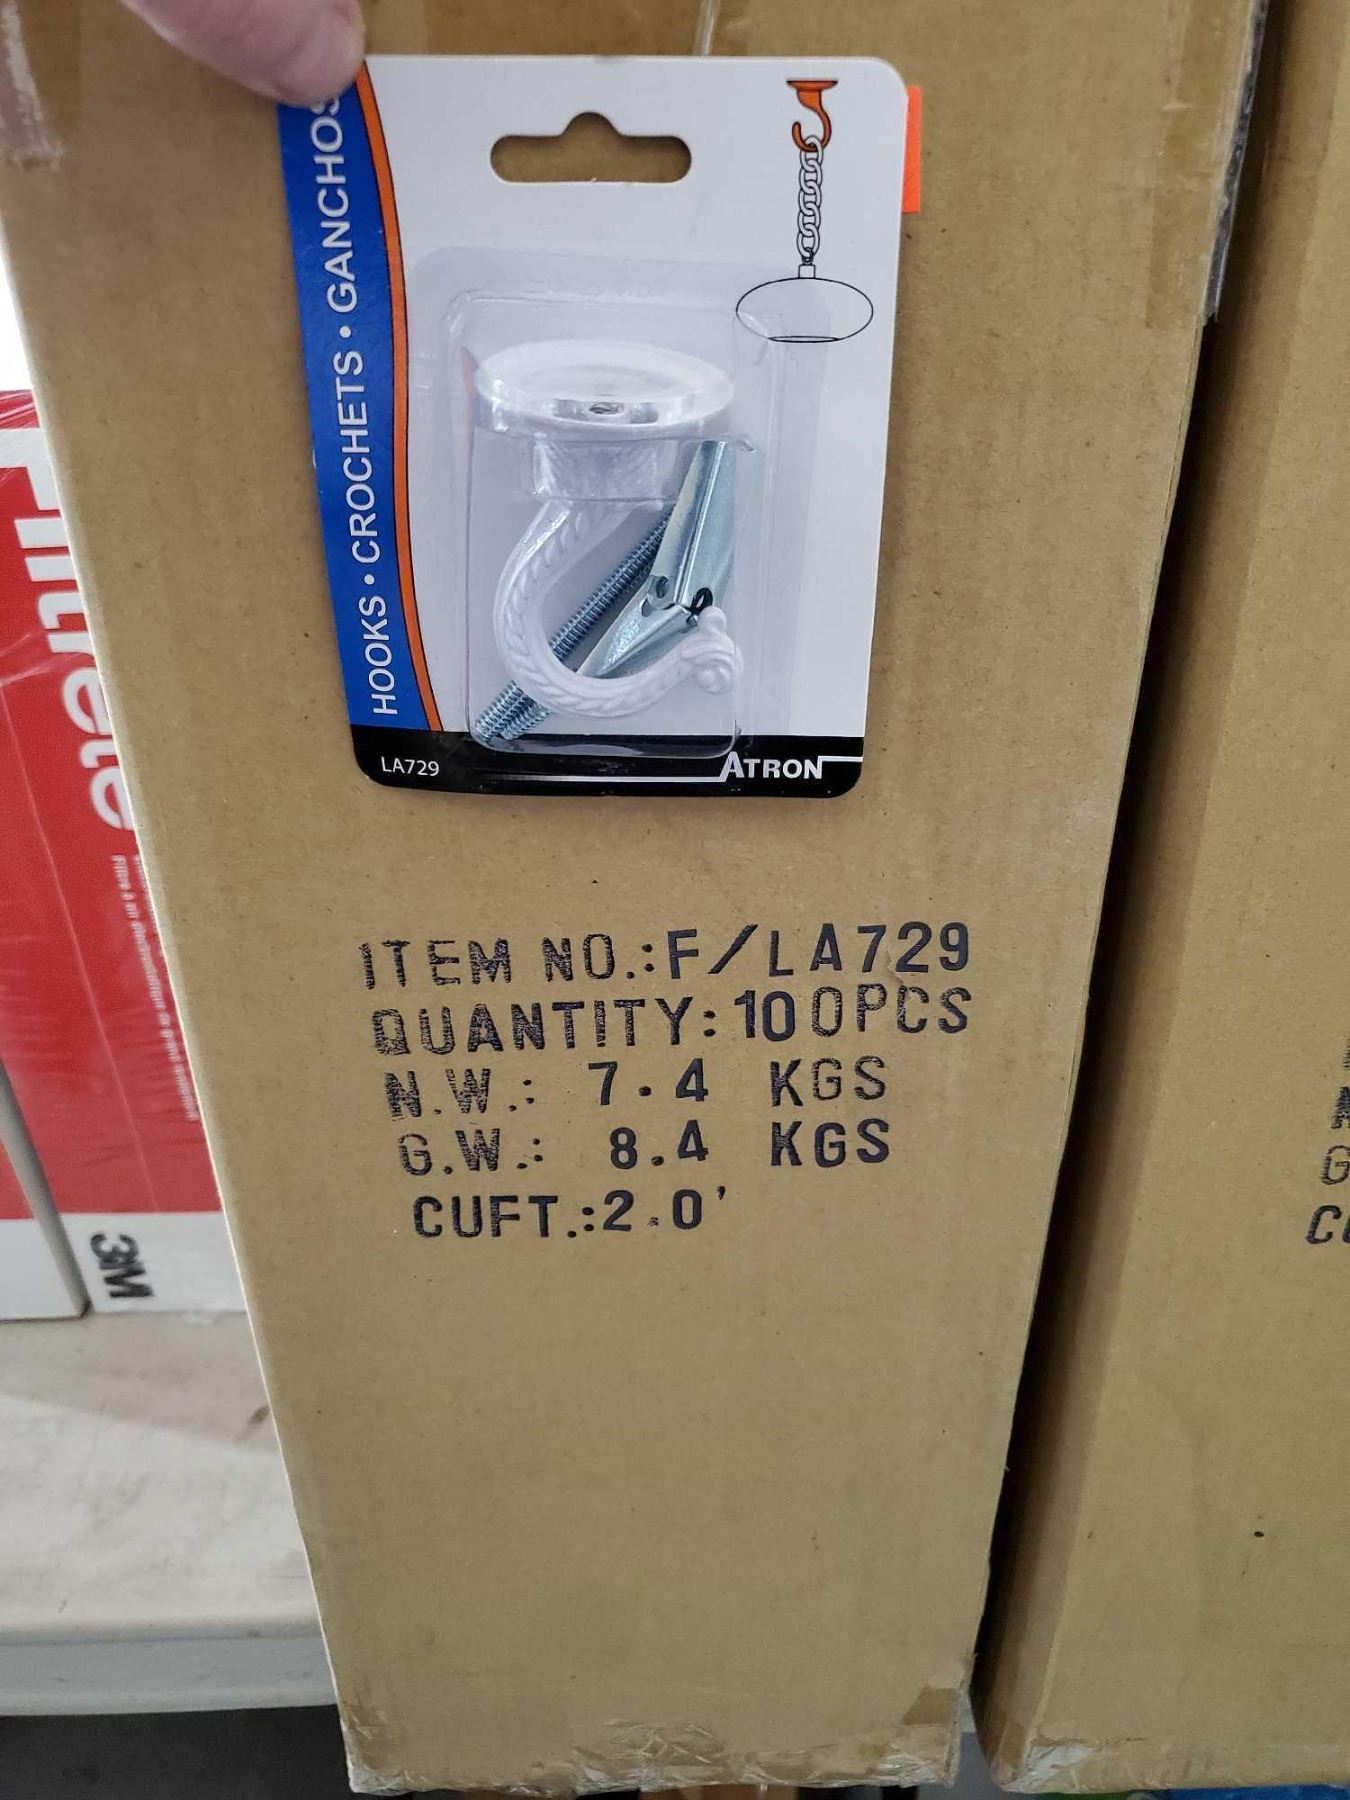 HOOKS • CROCHETS • GANCHOS
LA729
ATRON
ITEM NO.:F/LA729
QUANTITY:100PCS
N.W.: 7.4 KGS
G.W.: 8.4 KGS
CUFT.:2.0'
Filtrete
3M
N
G
C